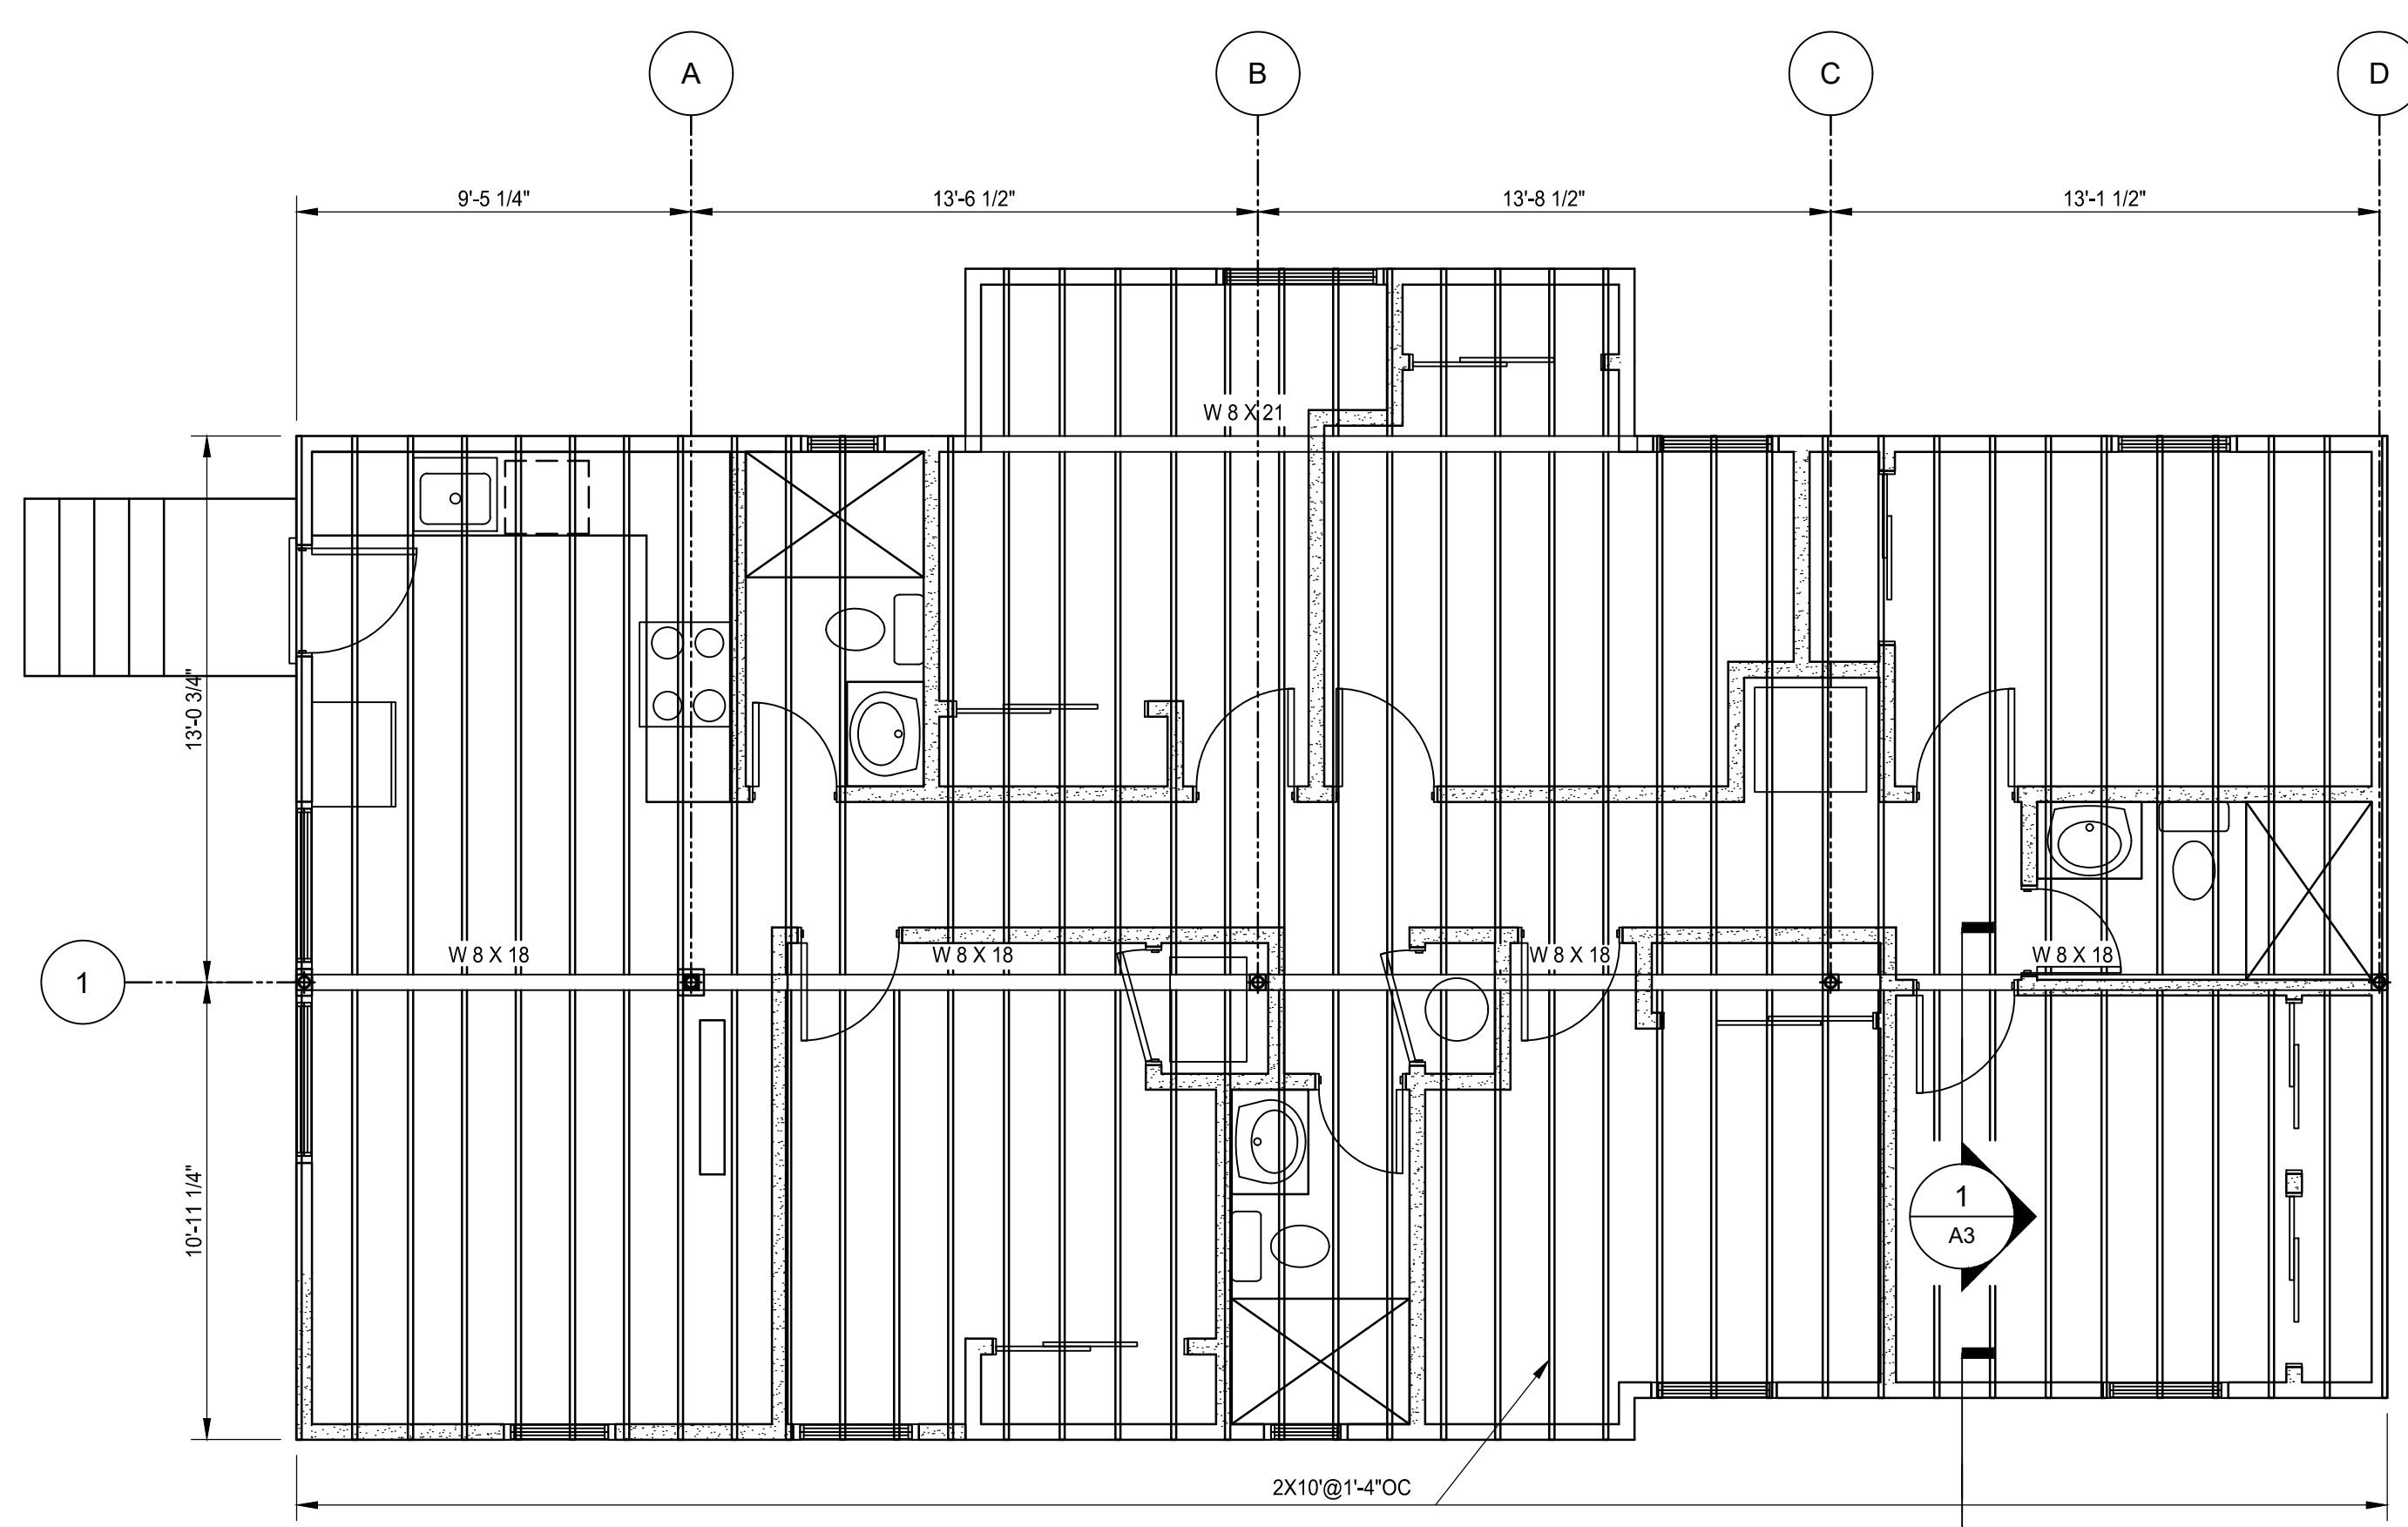 A
B
C
D
9'-5 1/4"
13'-6 1/2"
13'-8 1/2"
13'-1 1/2"
W 8 X 21
13'-0 3/4"
W 8 X 18
W 8 X 18
W 8 X 18
W 8 X 18
1
10'-11 1/4"
1
A3
2X10'@1'-4"OC